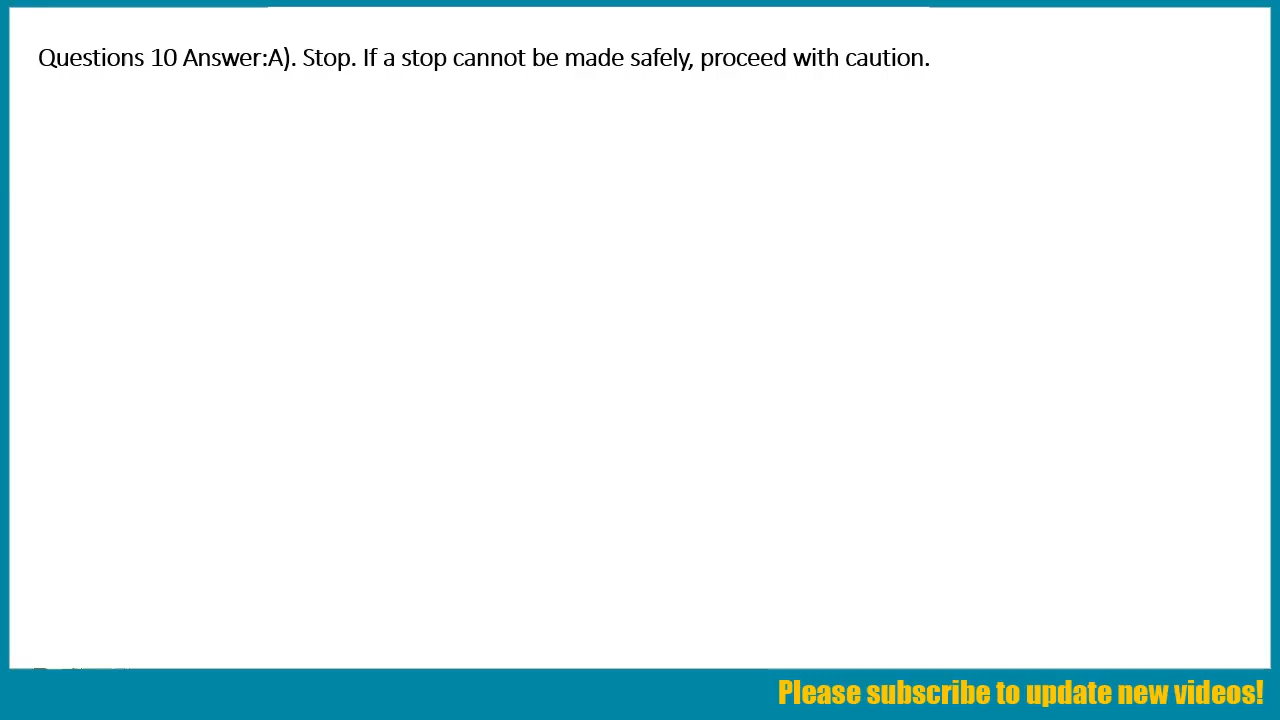 Questions 10 Answer:A). Stop. If a stop cannot be made safely, proceed with caution.
Please subscribe to update new videos!